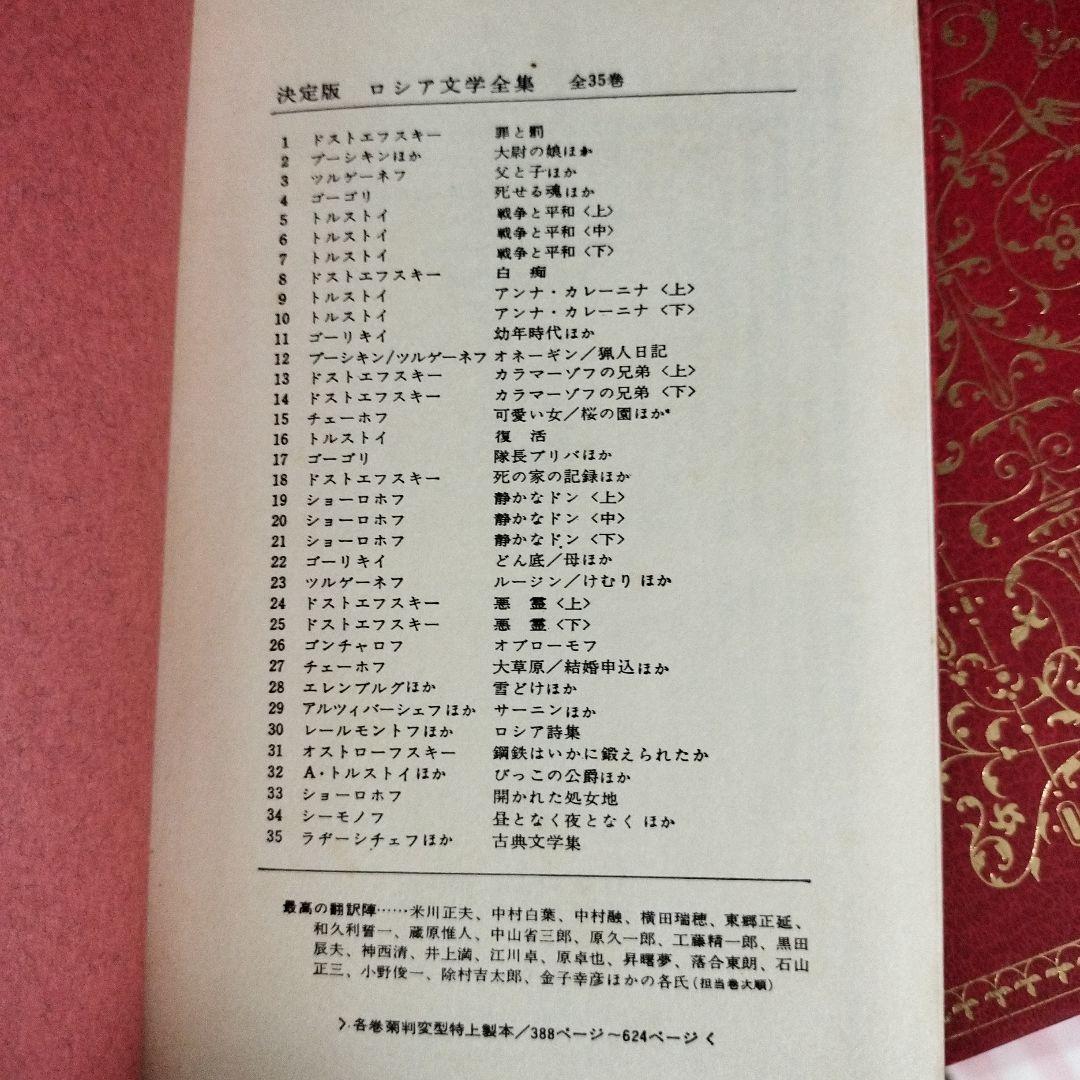 決定版 ロシア文学全集 全35巻
1 ドストエフスキー 罪と罰
2 プーシキンほか 大尉の娘ほか
3 ツルゲーネフ 父と子ほか
4 ゴーゴリ 死せる魂ほか
5 トルストイ 戦争と平和〈上〉
6 トルストイ 戦争と平和〈中〉
7 トルストイ 戦争と平和〈下〉
8 ドストエフスキー 白痴
9 トルストイ アンナ・カレーニナ〈上〉
10 トルストイ アンナ・カレーニナ〈下〉
11 ゴーリキイ 幼年時代ほか
12 プーシキン/ツルゲーネフ オネーギン/猟人日記
13 ドストエフスキー カラマーゾフの兄弟〈上〉
14 ドストエフスキー カラマーゾフの兄弟〈下〉
15 チェーホフ 可愛い女/桜の園ほか
16 トルストイ 復活
17 ゴーゴリ 隊長ブリバほか
18 ドストエフスキー 死の家の記録ほか
19 ショーロホフ 静かなドン〈上〉
20 ショーロホフ 静かなドン〈中〉
21 ショーロホフ 静かなドン〈下〉
22 ゴーリキイ どん底/母ほか
23 ツルゲーネフ ルージン/けむりほか
24 ドストエフスキー 悪霊〈上〉
25 ドストエフスキー 悪霊〈下〉
26 ゴンチャロフ オブローモフ
27 チェーホフ 大草原/結婚申込ほか
28 エレンブルグほか 雪どけほか
29 アルツィバーシェフほか サーニンほか
30 レールモントフほか ロシア詩集
31 オストローフスキー 鋼鉄はいかに鍛えられたか
32 A・トルストイほか びっこの公爵ほか
33 ショーロホフ 開かれた処女地
34 シーモノフ 昼となく夜となくほか
35 ラヂーシチェフほか 古典文学集
最高の翻訳陣……米川正夫、中村白葉、中村融、横田瑞穂、東郷正延、
和久利誓一、蔵原惟人、中山省三郎、原久一郎、工藤精一郎、黒田
辰夫、神西清、井上満、江川卓、原卓也、昇曙夢、落合東朗、石山
正三、小野俊一、除村吉太郎、金子幸彦ほかの各氏(担当巻次順)
〉各巻菊判変型特上製本/388ページ〜624ページ〈